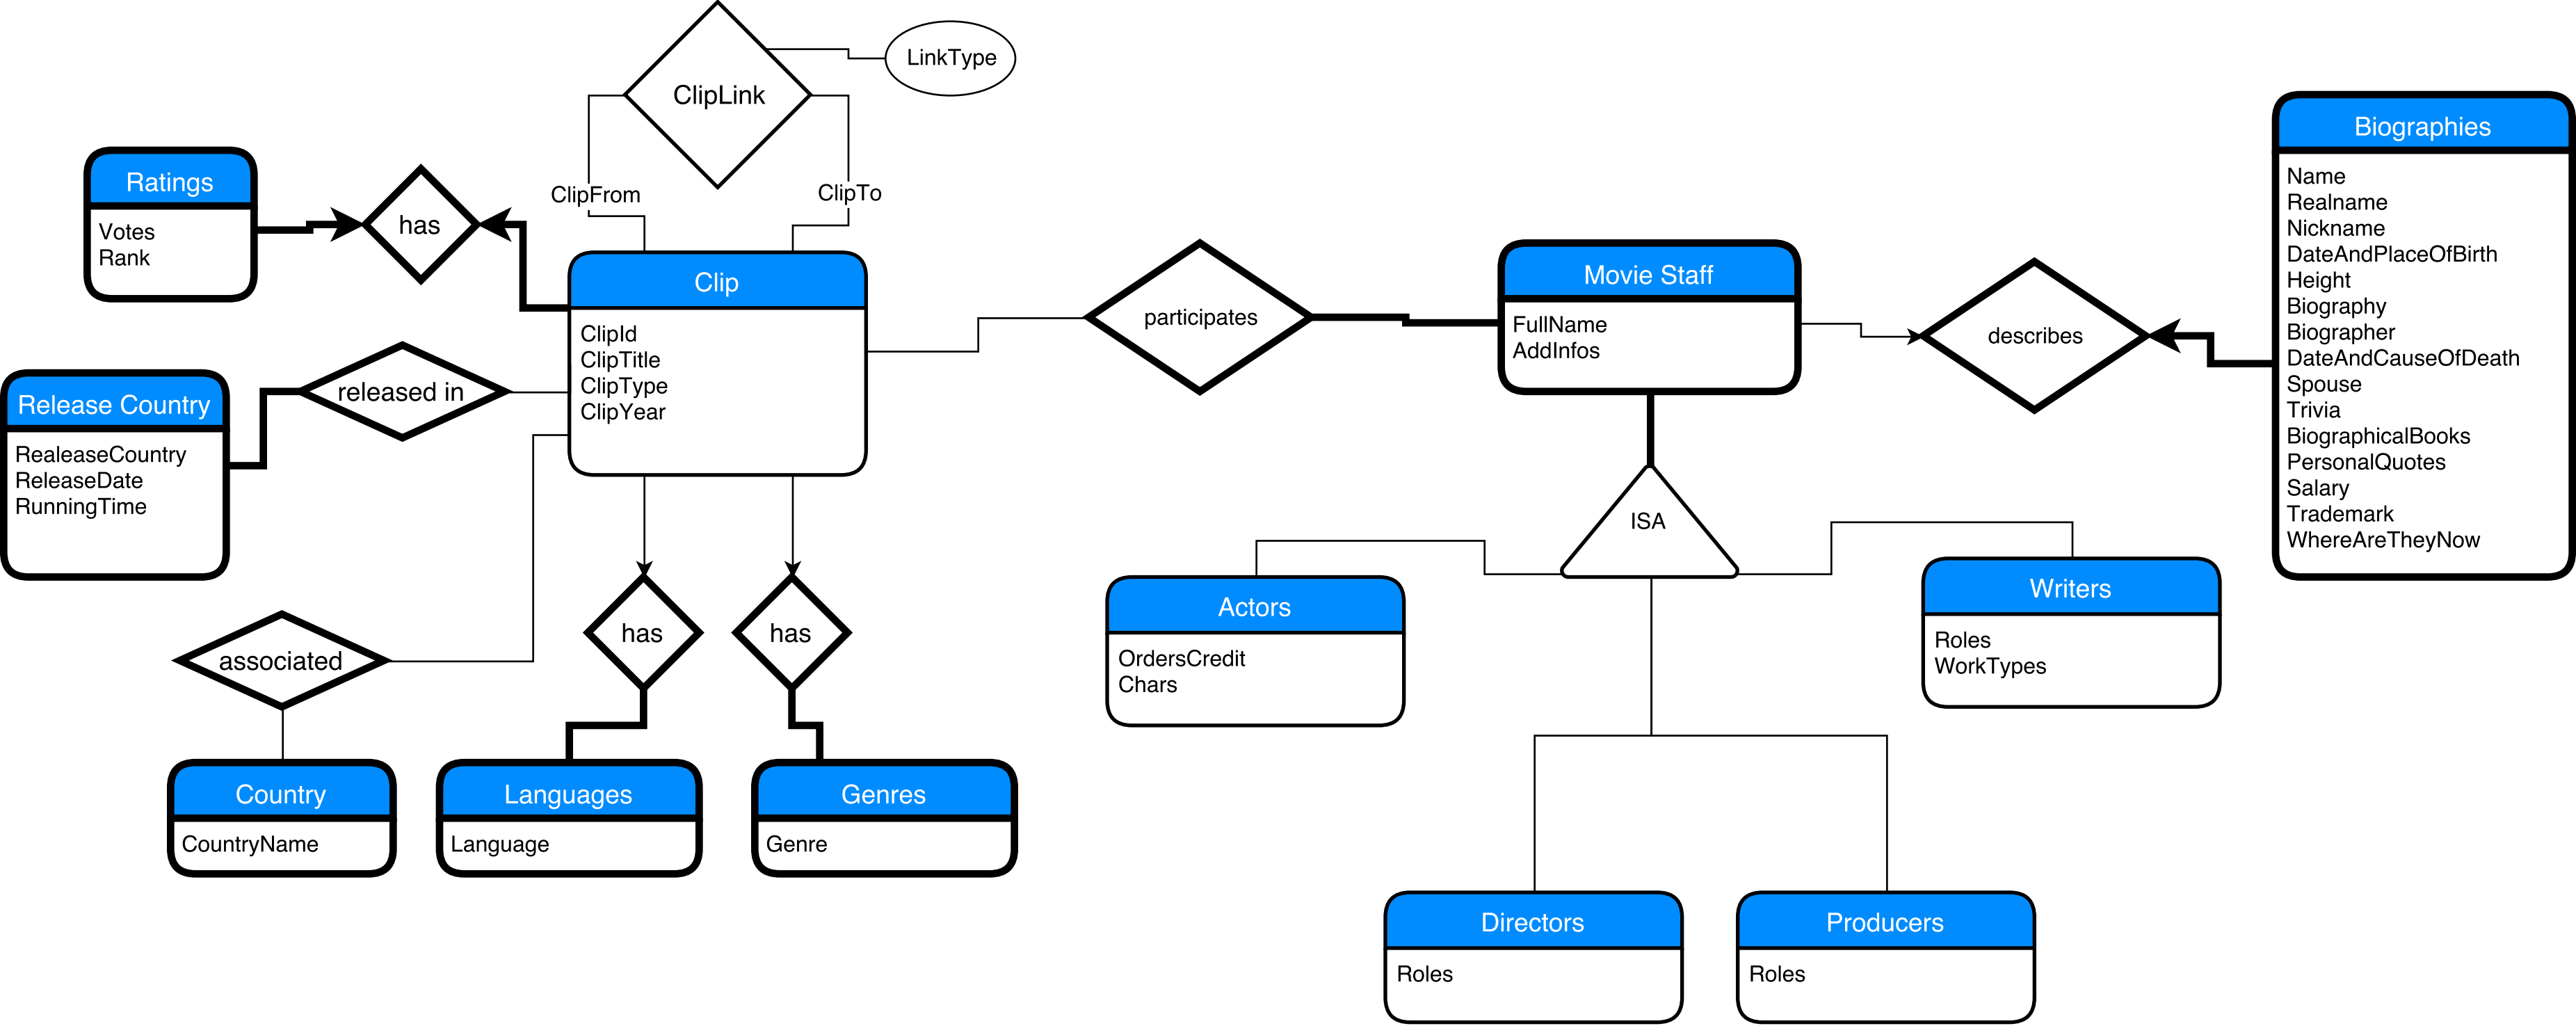 LinkType
ClipLink
ClipFrom
ClipTo
Ratings
Votes
Rank
has
Clip
ClipId
ClipTitle
ClipType
ClipYear
Release Country
RealeaseCountry
ReleaseDate
RunningTime
released in
associated
has
has
Country
CountryName
Languages
Language
Genres
Genre
participates
Movie Staff
FullName
AddInfos
describes
Biographies
Name
Realname
Nickname
DateAndPlaceOfBirth
Height
Biography
Biographer
DateAndCauseOfDeath
Spouse
Trivia
BiographicalBooks
PersonalQuotes
Salary
Trademark
WhereAreTheyNow
ISA
Actors
OrdersCredit
Chars
Writers
Roles
WorkTypes
Directors
Roles
Producers
Roles